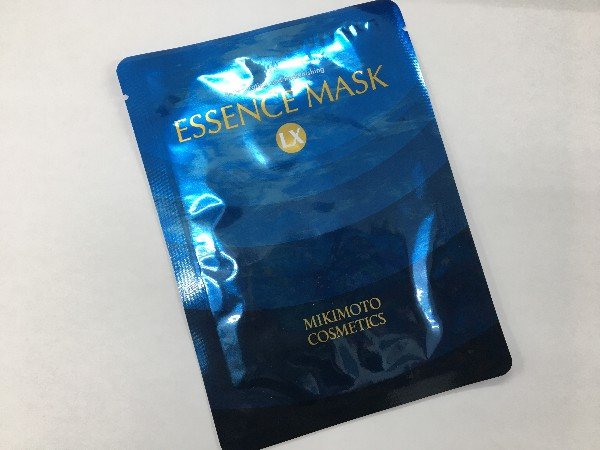 ESSENCE MASK
LX
MIKIMOTO
COSMETICS